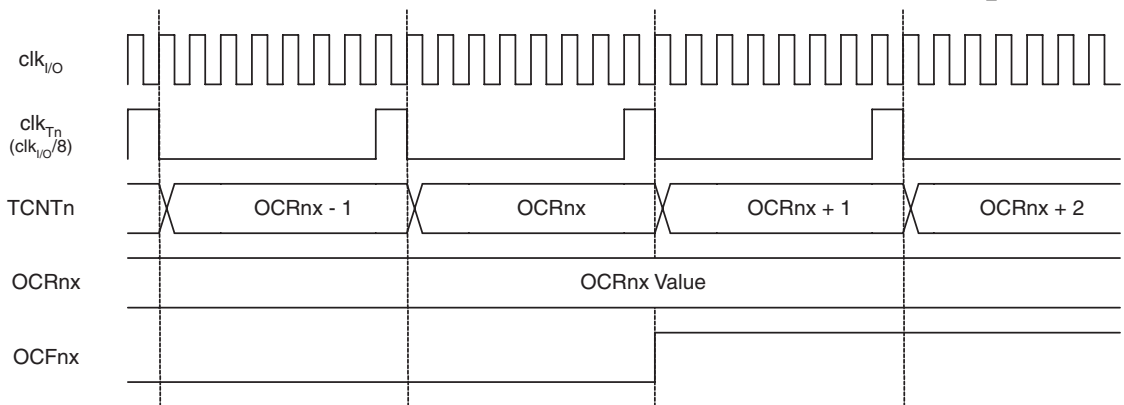 clkI/O
clkTn
(clkI/O/8)
TCNTn
OCRnx - 1
OCRnx
OCRnx + 1
OCRnx + 2
OCRnx
OCRnx Value
OCFnx